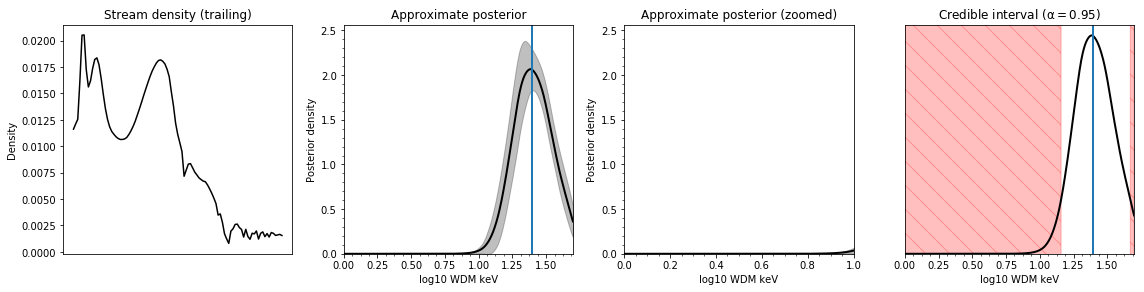 Stream density (trailing)
Density
0.0200
0.0175
0.0150
0.0125
0.0100
0.0075
0.0050
0.0025
0.0000
Approximate posterior
Posterior density
2.5
2.0
1.5
1.0
0.5
0.0
0.00 0.25 0.50 0.75 1.00 1.25 1.50
log10 WDM keV
Approximate posterior (zoomed)
Posterior density
2.5
2.0
1.5
1.0
0.5
0.0
0.0 0.2 0.4 0.6 0.8 1.0
log10 WDM keV
Credible interval (α = 0.95)
0.00 0.25 0.50 0.75 1.00 1.25 1.50
log10 WDM keV